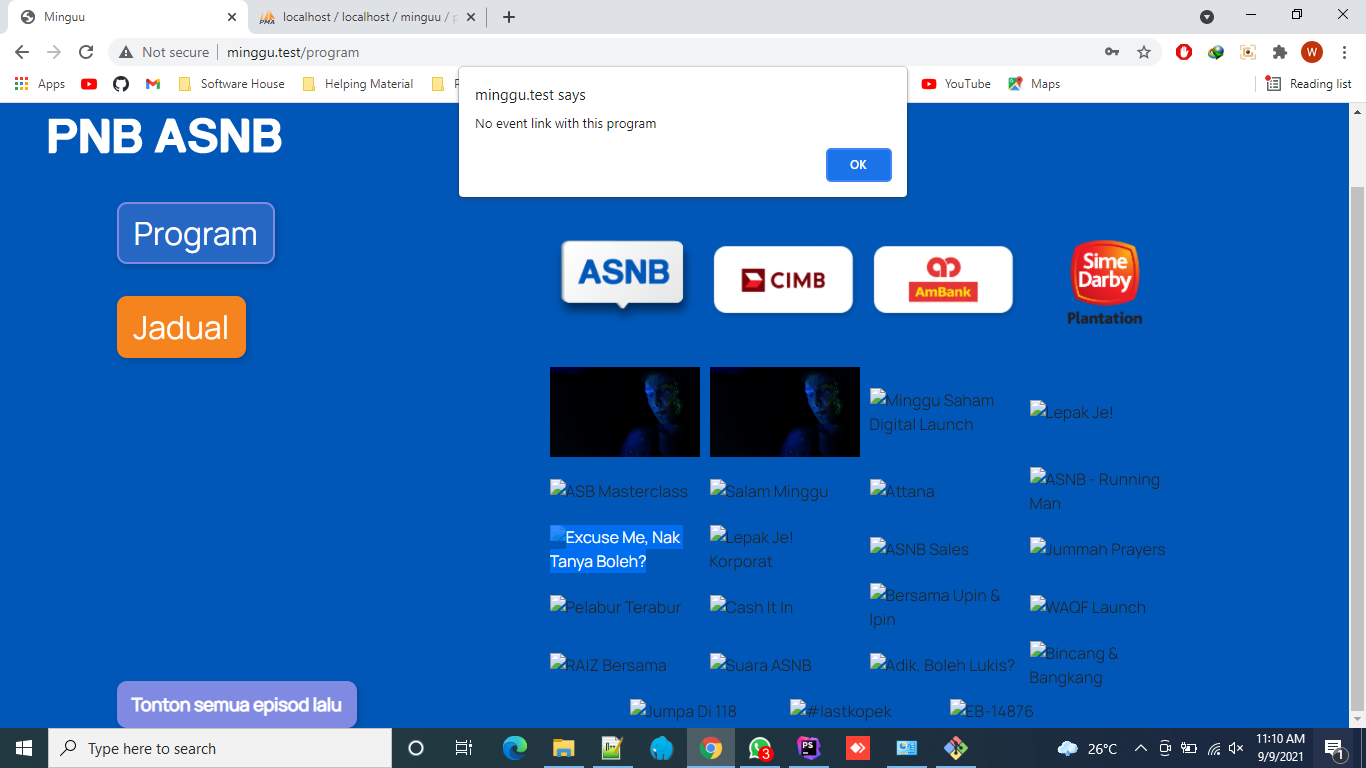 Minguu
localhost / localhost / minguu / p
Not secure
minggu.test/program
W
Apps
Software House
Helping Material
YouTube
Maps
Reading list
minggu.test says
No event link with this program
OK
PNB ASNB
Program
Jadual
Tonton semua episod lalu
ASNB
CIMB
AmBank
Sime
Darby
Plantation
Minggu Saham
Digital Launch
Lepak Je!
ASB Masterclass
Salam Minggu
Attana
ASNB - Running
Man
Excuse Me, Nak
Tanya Boleh?
Lepak Je!
Korporat
ASNB Sales
Jummah Prayers
Pelabur Terabur
Cash It In
Bersama Upin &
Ipin
WAQF Launch
RAIZ Bersama
Suara ASNB
Adik, Boleh Lukis?
Bincang &
Bangkang
Jumpa Di 118
#lastkopek
EB-14876
Type here to search
3
PS
26°C
11:10 AM
9/9/2021
1